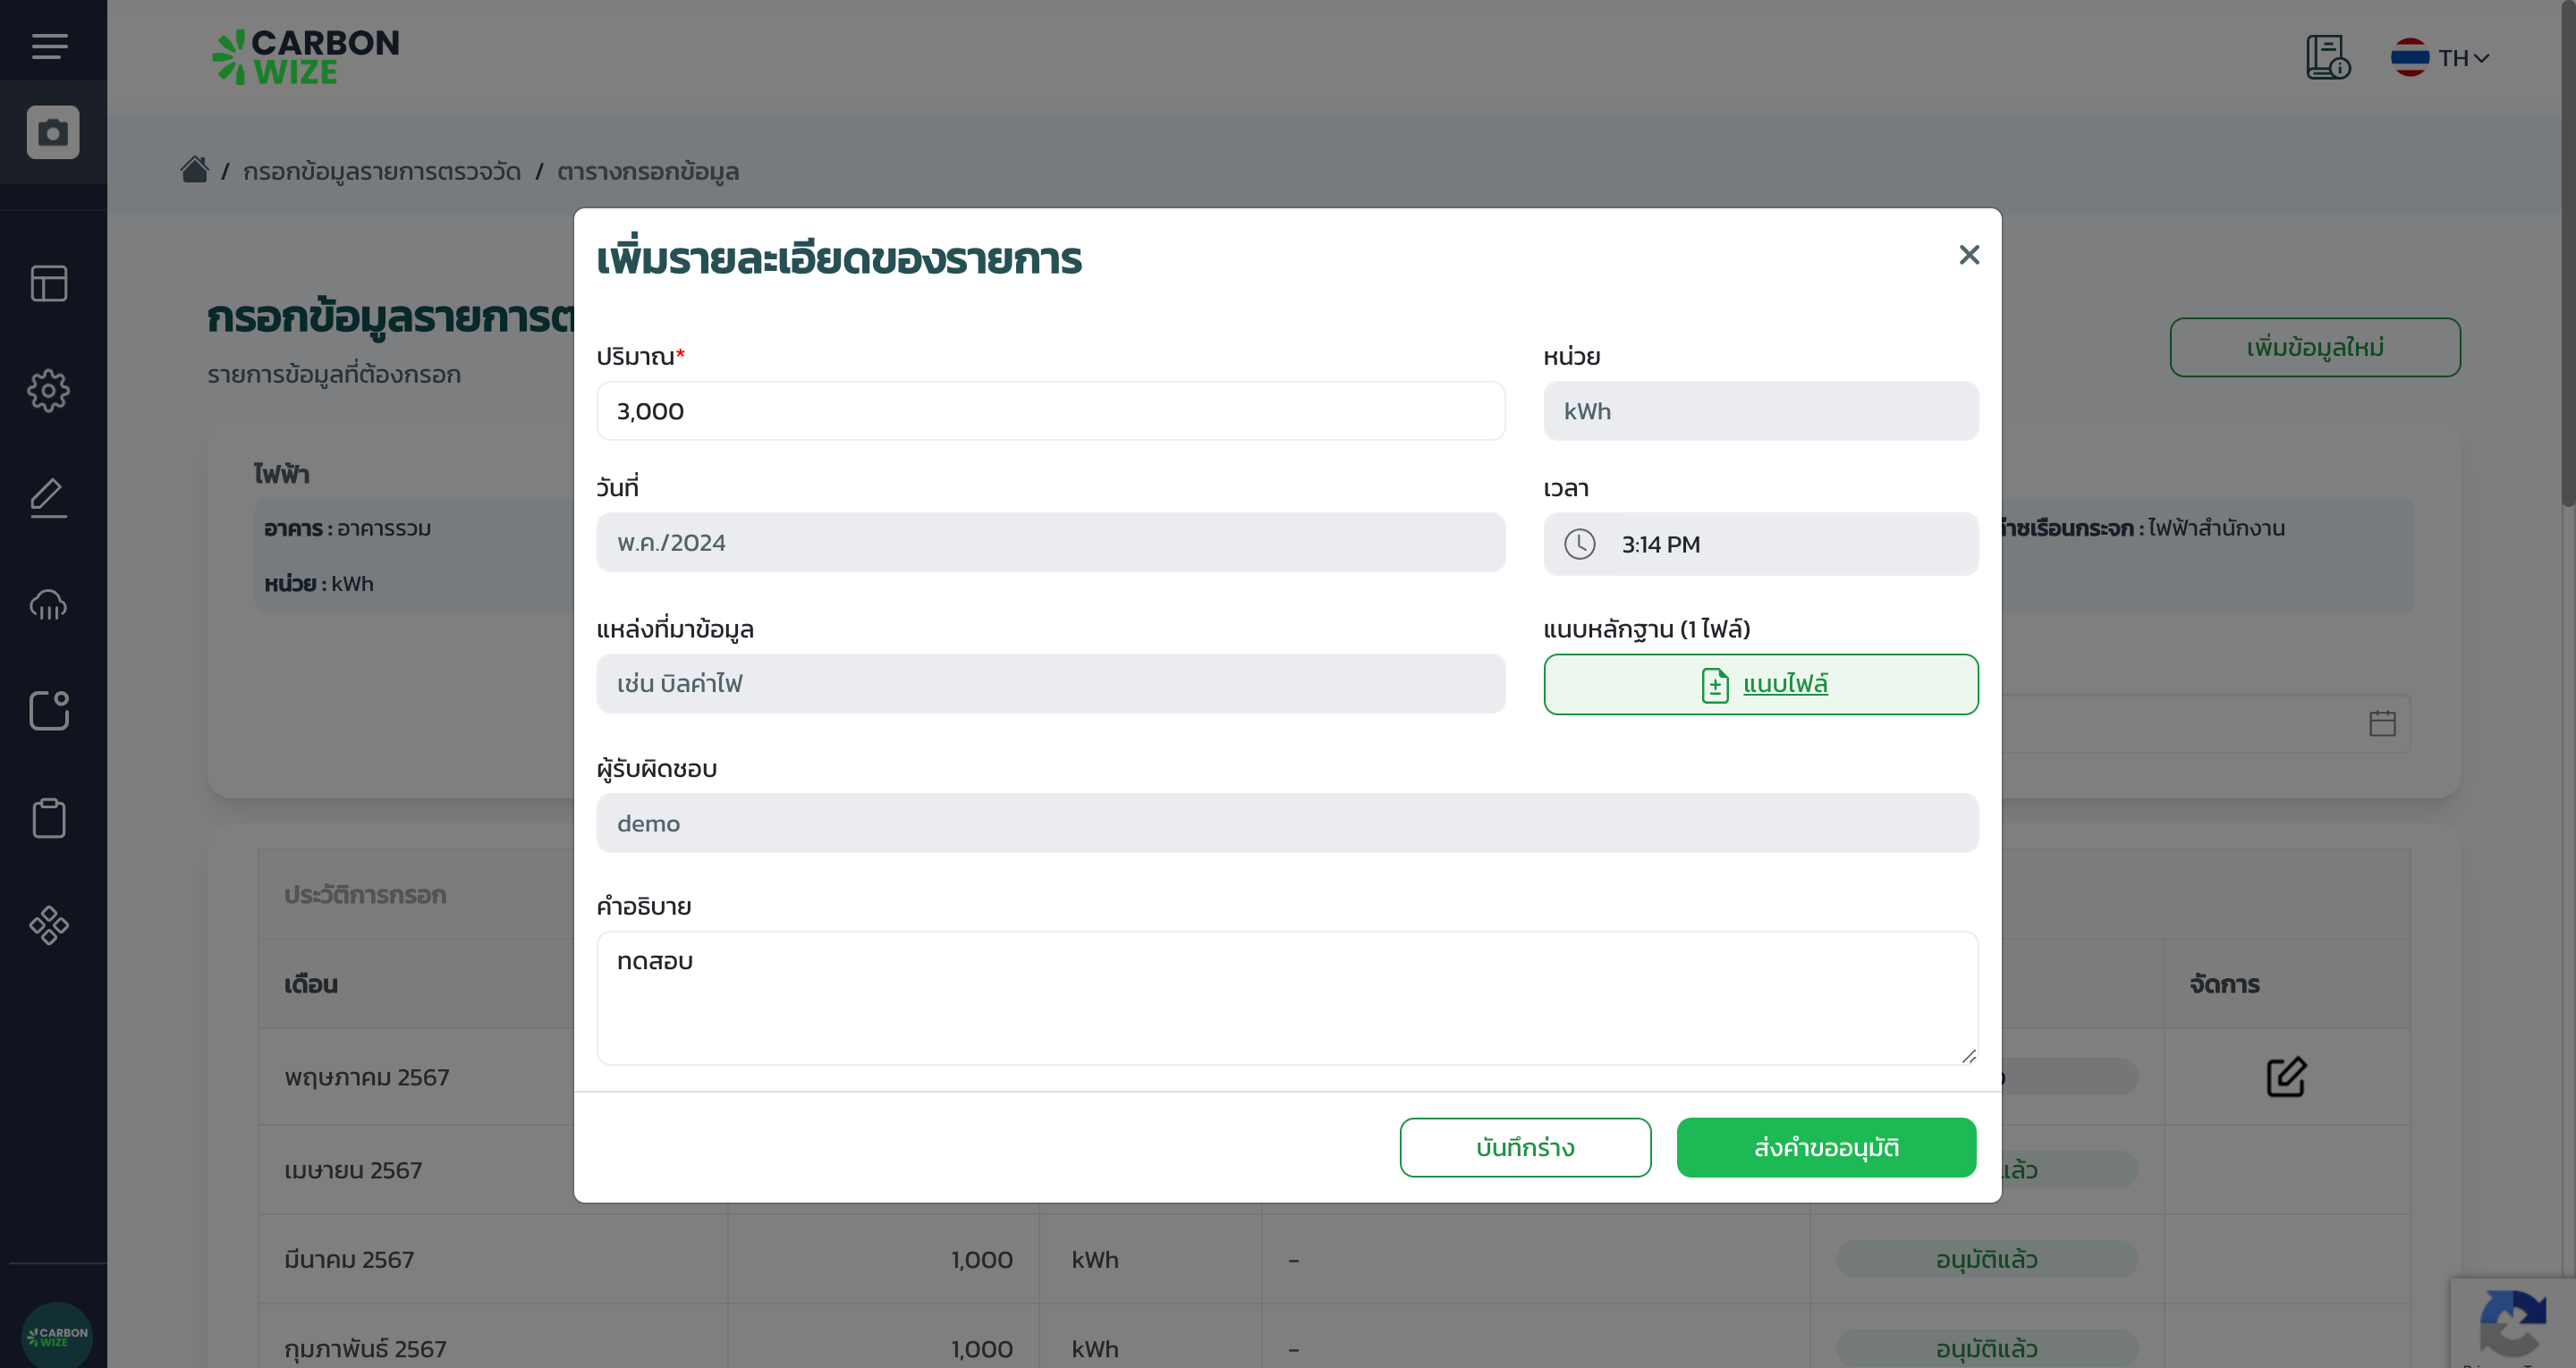 CARBON
WIZE
TH
/ กรอกข้อมูลรายการตรวจวัด / ตารางกรอกข้อมูล
เพิ่มรายละเอียดของรายการ
กรอกข้อมูลรายการต
เพิ่มข้อมูลใหม่
รายการข้อมูลที่ต้องกรอก
ปริมาณ*
หน่วย
3,000
kWh
ไฟฟ้า
วันที่
เวลา
อาคาร : อาคารรวม
พ.ค./2024
3:14 PM
๊าซเรือนกระจก : ไฟฟ้าสำนักงาน
หน่วย : kWh
แหล่งที่มาข้อมูล
แนบหลักฐาน (1 ไฟล์)
เช่น บิลค่าไฟ
แนบไฟล์
ผู้รับผิดชอบ
demo
ประวัติการกรอก
คำอธิบาย
ทดสอบ
เดือน
จัดการ
พฤษภาคม 2567
บันทึกร่าง
ส่งคำขออนุมัติ
เมษายน 2567
แล้ว
มีนาคม 2567 1,000 kWh - อนุมัติแล้ว
กุมภาพันธ์ 2567 1,000 kWh - อนุมัติแล้ว
CARBON
WIZE